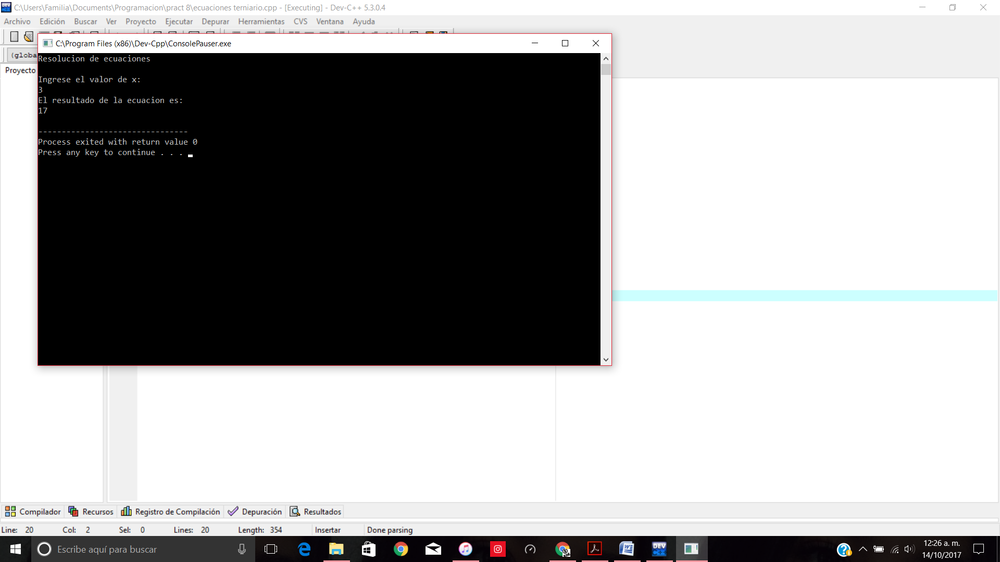 C:\Users\Familia\Documents\Programacion\pract 8\ecuaciones terniario.cpp - [Executing] - Dev-C++ 5.3.0.4
Archivo Edición Buscar Ver Proyecto Ejecutar Depurar Herramientas CVS Ventana Ayuda
C:\Program Files (x86)\Dev-Cpp\ConsolePauser.exe
(globa
Proyecto
Resolucion de ecuaciones
Ingrese el valor de x:
3
El resultado de la ecuacion es:
17
--------------------------------
Process exited with return value 0
Press any key to continue . . .
Compilador Recursos Registro de Compilación Depuración Resultados
Line: 20 Col: 2 Sel: 0 Lines: 20 Length: 354 Insertar Done parsing
Escribe aquí para buscar
DEV
12:26 a. m.
14/10/2017